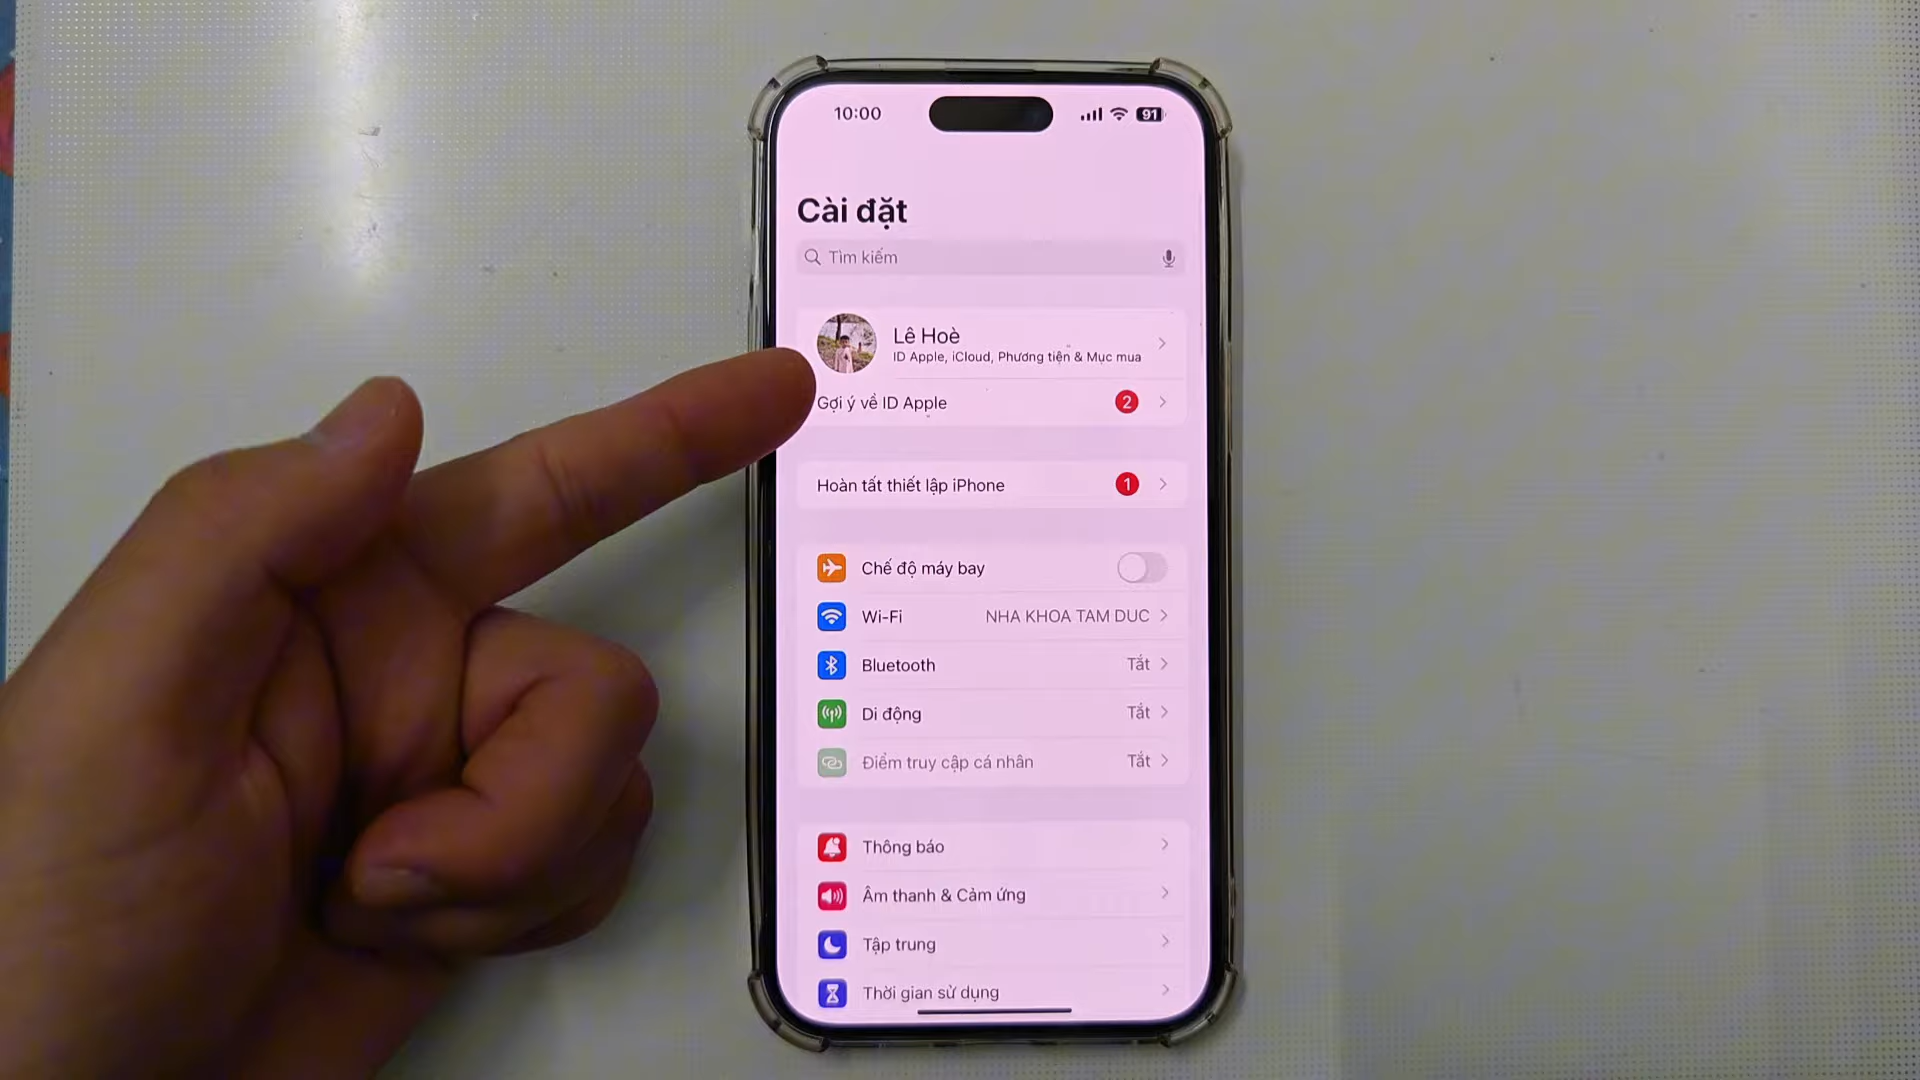 10:00
91
Cài đặt
Tìm kiếm
Lê Hoè
ID Apple, iCloud, Phương tiện & Mục mua
Gợi ý về ID Apple 2
Hoàn tất thiết lập iPhone 1
Chế độ máy bay
Wi-Fi NHA KHOA TAM DUC
Bluetooth Tắt
Di động Tắt
Điểm truy cập cá nhân Tắt
Thông báo
Âm thanh & Cảm ứng
Tập trung
Thời gian sử dụng